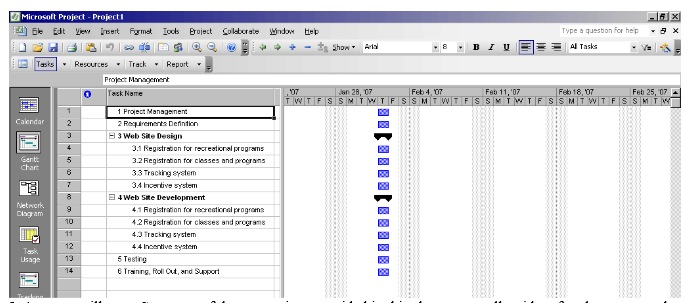 Microsoft Project - Project1
File Edit View Insert Format Tools Project Collaborate Window Help Type a question for help
Show Arial 8 B I U All Tasks
Tasks Resources Track Report
Project Management
Task Name , '07 Jan 28, '07 Feb 4, '07 Feb 11, '07 Feb 18, '07 Feb 25, '07
T W T F S S M T W T F S S M T W T F S S M T W T F S S M T W T F S S M T W
1 1 Project Management
2 2 Requirements Definition
3 3 Web Site Design
4 3.1 Registration for recreational programs
5 3.2 Registration for classes and programs
6 3.3 Tracking system
7 3.4 Incentive system
8 4 Web Site Development
9 4.1 Registration for recreational programs
10 4.2 Registration for classes and programs
11 4.3 Tracking system
12 4.4 Incentive system
13 5 Testing
14 6 Training, Roll Out, and Support
Calendar
Gantt
Chart
Network
Diagram
Task
Usage